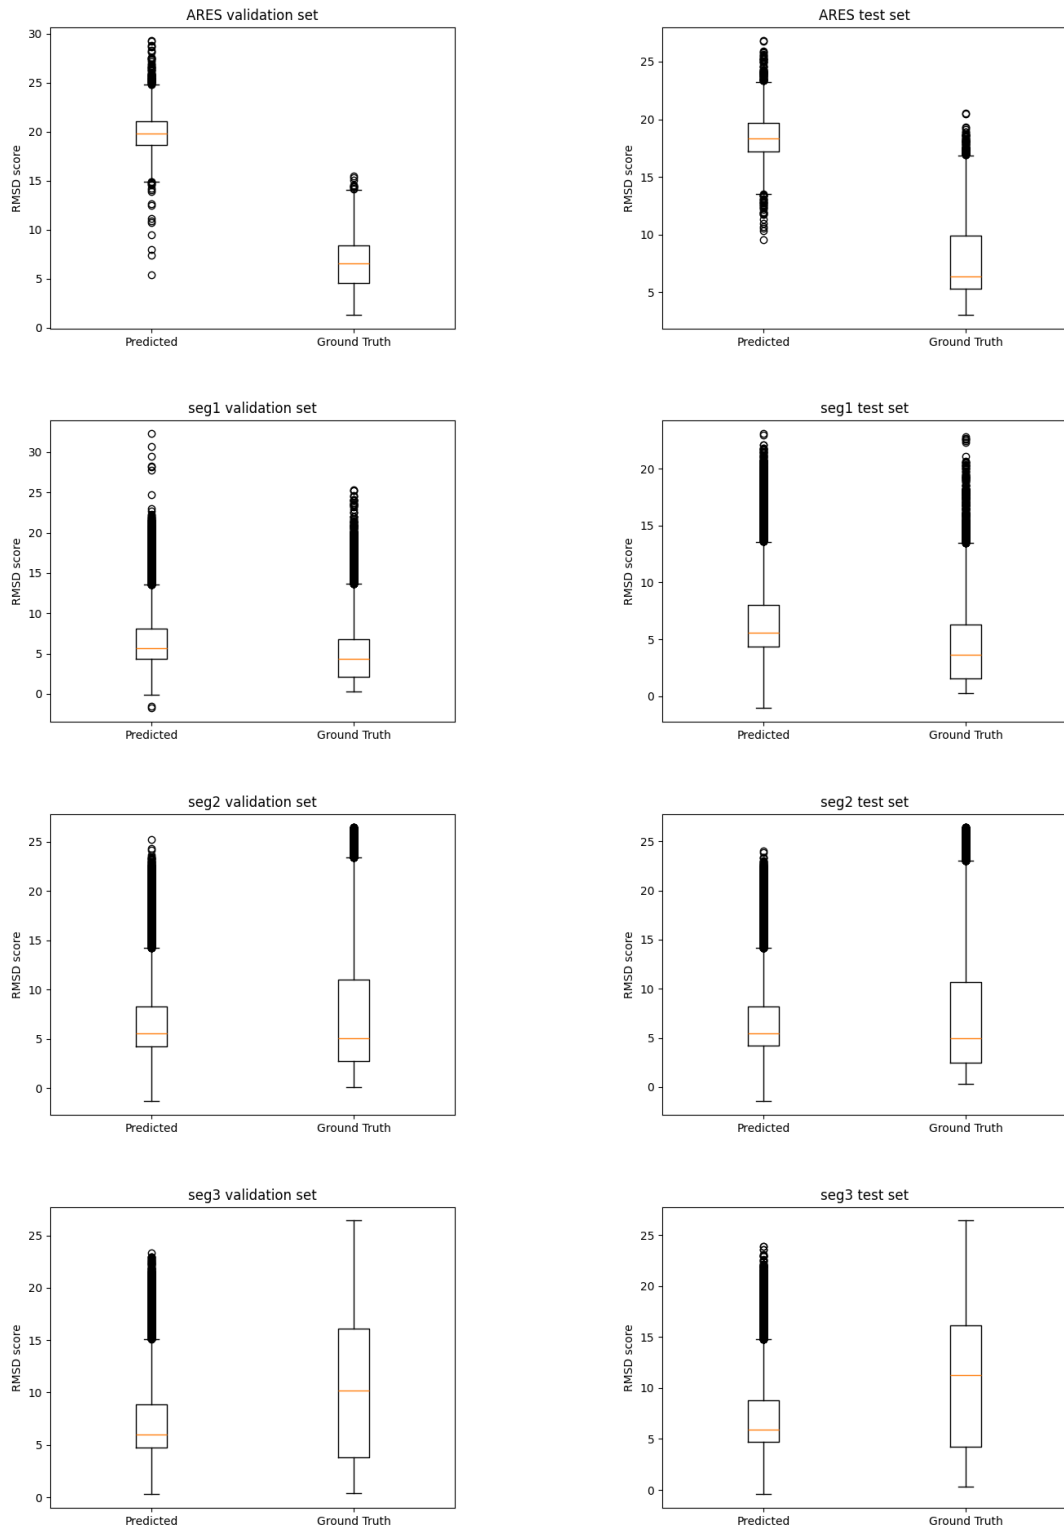 ARES validation set
30
25
20
15
10
5
0
RMSD score
Predicted
Ground Truth
ARES test set
25
20
15
10
5
RMSD score
Predicted
Ground Truth
seg1 validation set
30
25
20
15
10
5
0
RMSD score
Predicted
Ground Truth
seg1 test set
20
15
10
5
0
RMSD score
Predicted
Ground Truth
seg2 validation set
25
20
15
10
5
0
RMSD score
Predicted
Ground Truth
seg2 test set
25
20
15
10
5
0
RMSD score
Predicted
Ground Truth
seg3 validation set
25
20
15
10
5
0
RMSD score
Predicted
Ground Truth
seg3 test set
25
20
15
10
5
0
RMSD score
Predicted
Ground Truth